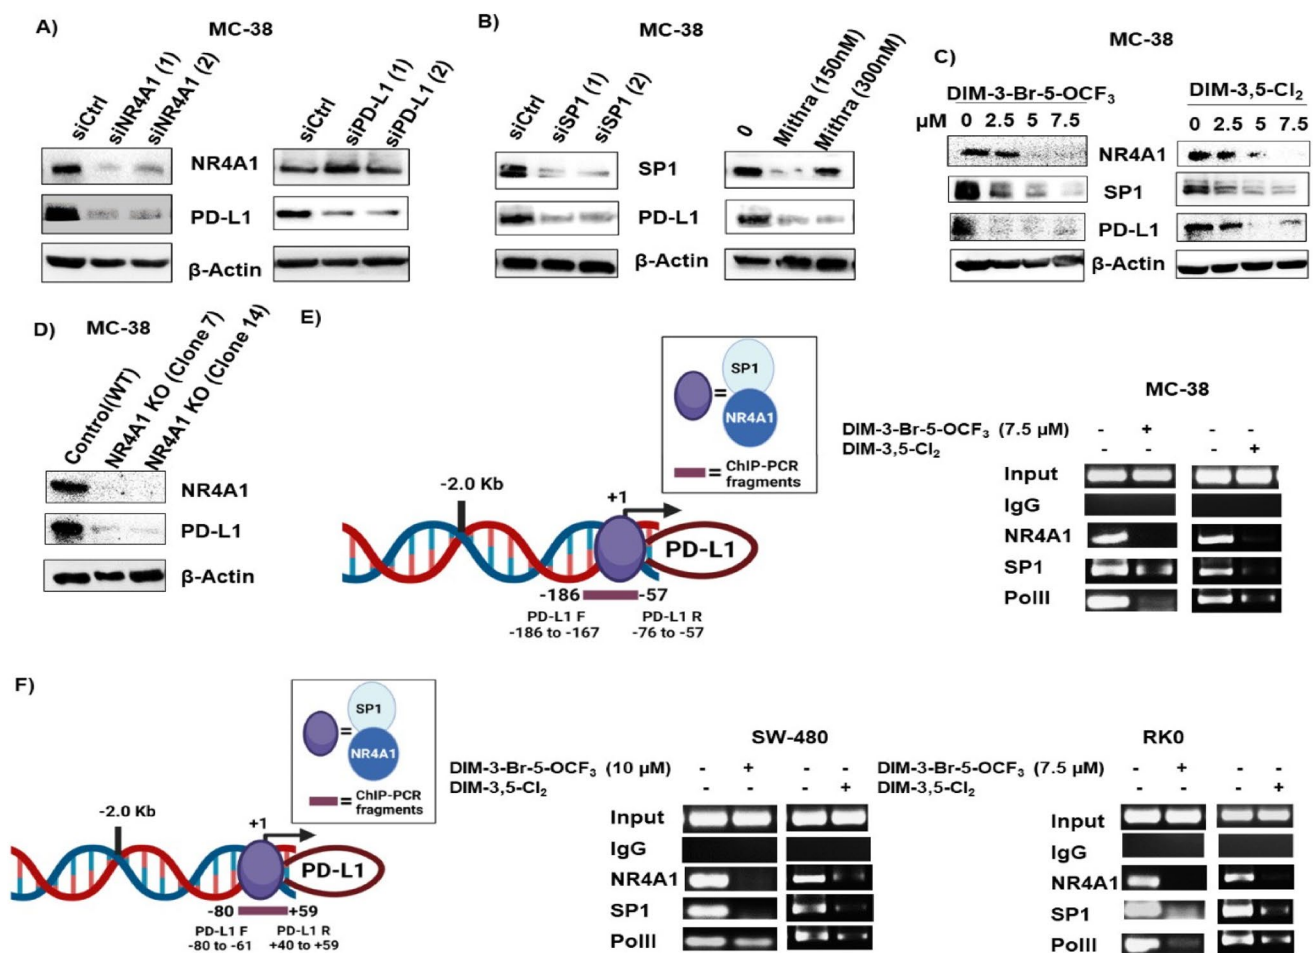 A)
MC-38
siCtrl
siNR4A1 (1)
siNR4A1 (2)
siCtrl
siPD-L1 (1)
siPD-L1 (2)
NR4A1
PD-L1
β-Actin
B)
MC-38
siCtrl
siSP1 (1)
siSP1 (2)
0
Mithra (150nM)
Mithra (300nM)
SP1
PD-L1
β-Actin
C)
MC-38
DIM-3-Br-5-OCF₃ DIM-3,5-Cl₂
μM 0 2.5 5 7.5 0 2.5 5 7.5
NR4A1
SP1
PD-L1
β-Actin
D)
MC-38
Control(WT)
NR4A1 KO (Clone 7)
NR4A1 KO (Clone 14)
NR4A1
PD-L1
β-Actin
E)
SP1
=
NR4A1
= ChIP-PCR
fragments
-2.0 Kb
+1
PD-L1
-186 -57
PD-L1 F PD-L1 R
-186 to -167 -76 to -57
MC-38
DIM-3-Br-5-OCF₃ (7.5 μM) - + - -
DIM-3,5-Cl₂ - - - +
Input
IgG
NR4A1
SP1
PolII
F)
SP1
=
NR4A1
= ChIP-PCR
fragments
-2.0 Kb
+1
PD-L1
-80 +59
PD-L1 F PD-L1 R
-80 to -61 +40 to +59
SW-480
DIM-3-Br-5-OCF₃ (10 μM) - + - -
DIM-3,5-Cl₂ - - - +
Input
IgG
NR4A1
SP1
PolII
RK0
DIM-3-Br-5-OCF₃ (7.5 μM) - + - -
DIM-3,5-Cl₂ - - - +
Input
IgG
NR4A1
SP1
PolII